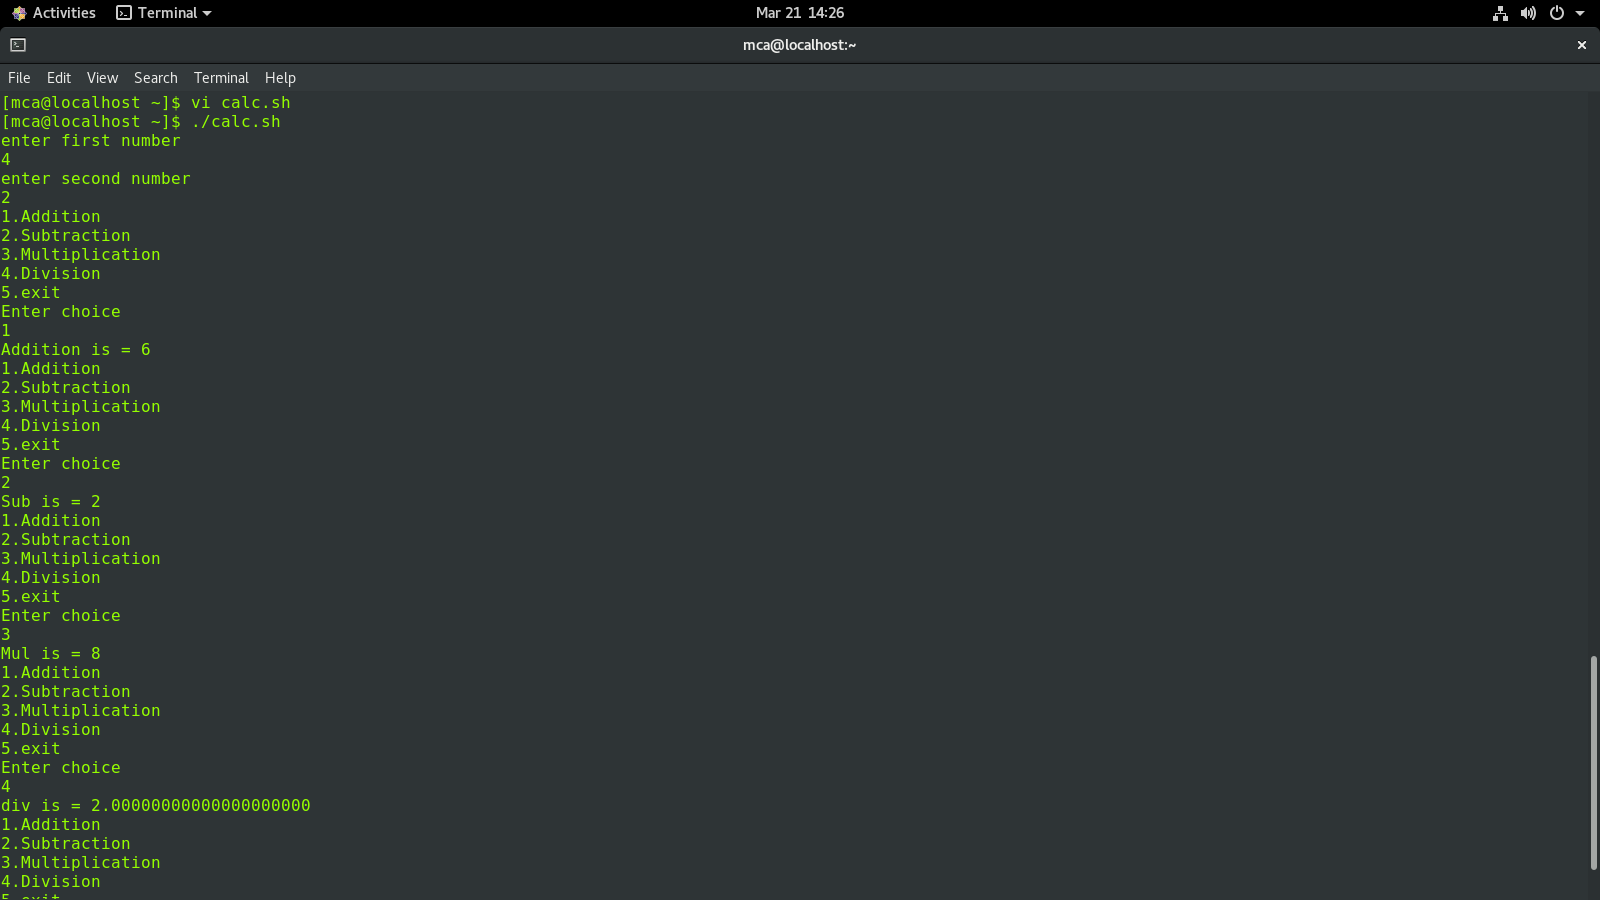 Activities Terminal Mar 21 14:26
mca@localhost:~
File Edit View Search Terminal Help
[mca@localhost ~]$ vi calc.sh
[mca@localhost ~]$ ./calc.sh
enter first number
4
enter second number
2
1.Addition
2.Subtraction
3.Multiplication
4.Division
5.exit
Enter choice
1
Addition is = 6
1.Addition
2.Subtraction
3.Multiplication
4.Division
5.exit
Enter choice
2
Sub is = 2
1.Addition
2.Subtraction
3.Multiplication
4.Division
5.exit
Enter choice
3
Mul is = 8
1.Addition
2.Subtraction
3.Multiplication
4.Division
5.exit
Enter choice
4
div is = 2.00000000000000000000
1.Addition
2.Subtraction
3.Multiplication
4.Division
5.exit